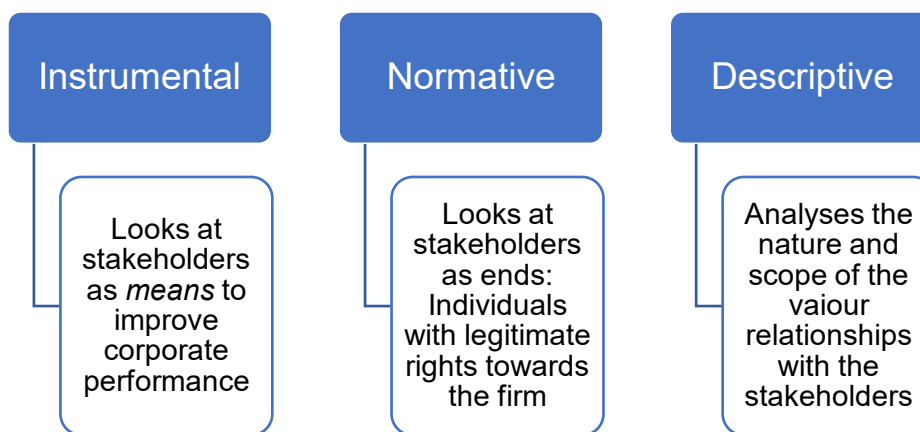 Instrumental
Looks at
stakeholders
as means to
improve
corporate
performance
Normative
Looks at
stakeholders
as ends:
Individuals
with legitimate
rights towards
the firm
Descriptive
Analyses the
nature and
scope of the
vaiour
relationships
with the
stakeholders